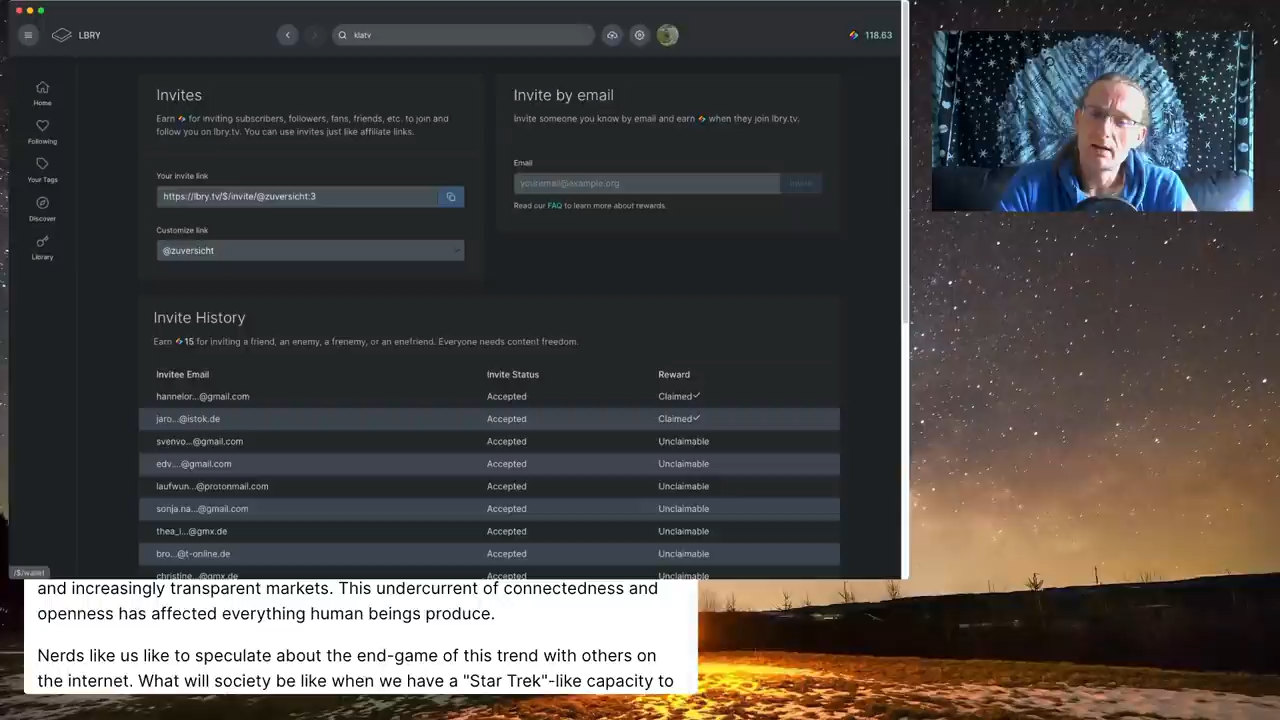 LBRY
klatv
118.63
Home
Following
Your Tags
Discover
Library
Invites
Earn for inviting subscribers, followers, fans, friends, etc. to join and
follow you on lbry.tv. You can use invites just like affiliate links.
Your invite link
https://lbry.tv/$/invite/@zuversicht:3
Customize link
@zuversicht
Invite by email
Invite someone you know by email and earn when they join lbry.tv.
Email
youremail@example.org
Invite
Read our FAQ to learn more about rewards.
Invite History
Earn 15 for inviting a friend, an enemy, a frenemy, or an enefriend. Everyone needs content freedom.
Invitee Email Invite Status Reward
hannelor...@gmail.com Accepted Claimed
jaro...@istok.de Accepted Claimed
svenvo...@gmail.com Accepted Unclaimable
edv....@gmail.com Accepted Unclaimable
laufwun...@protonmail.com Accepted Unclaimable
sonja.na...@gmail.com Accepted Unclaimable
thea_l...@gmx.de Accepted Unclaimable
bro...@t-online.de Accepted Unclaimable
christine...@gmx.de Accepted Unclaimable
/$/wallet
and increasingly transparent markets. This undercurrent of connectedness and
openness has affected everything human beings produce.
Nerds like us like to speculate about the end-game of this trend with others on
the internet. What will society be like when we have a "Star Trek"-like capacity to